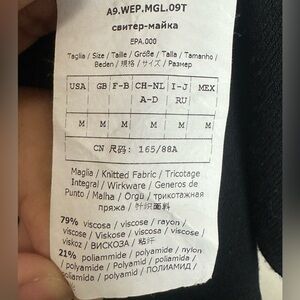 A9.WEP.MGL.09T
свитер-майка
EPA.000
Taglia / Size / Taille / Größe / Talla / Tamanho /
Beden / 規格 / サイズ / Размер
USA GB F-B CH-NL I-J MEX
A-D RU
M M M M M M
CN 尺码: 165/88A
Maglia / Knitted Fabric / Tricotage
Integral / Wirkware / Generos de
Punto / Malha / Örgü / трикотажная
пряжа / 针织面料
79% viscosa / viscose / rayon /
viscose / Viskose / viscosa / viscose /
viskoz / ВИСКОЗА / 粘纤
21% poliammide / polyamide / nylon
/ polyamide / Polyamid / poliamida /
poliamida / polyamid / ПОЛИАМИД /